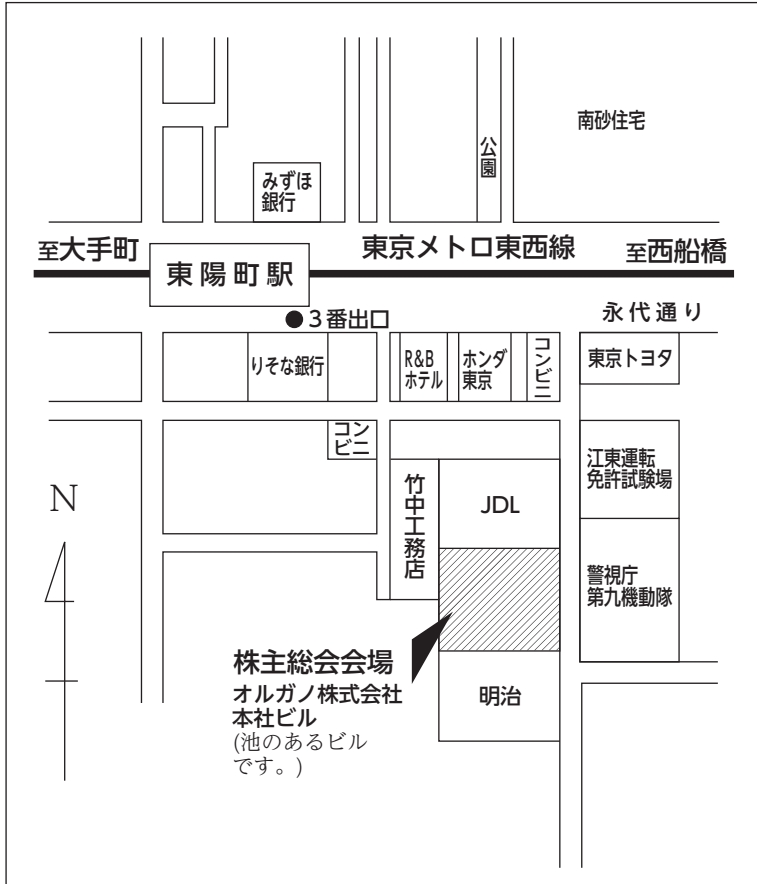 南砂住宅
公園
みずほ
銀行
至大手町
東陽町駅
東京メトロ東西線
至西船橋
●3番出口
永代通り
りそな銀行
R&B
ホテル
ホンダ
東京
コンビニ
東京トヨタ
コン
ビニ
竹中工務店
JDL
江東運転
免許試験場
N
警視庁
第九機動隊
株主総会会場
オルガノ株式会社
本社ビル
(池のあるビル
です。)
明治